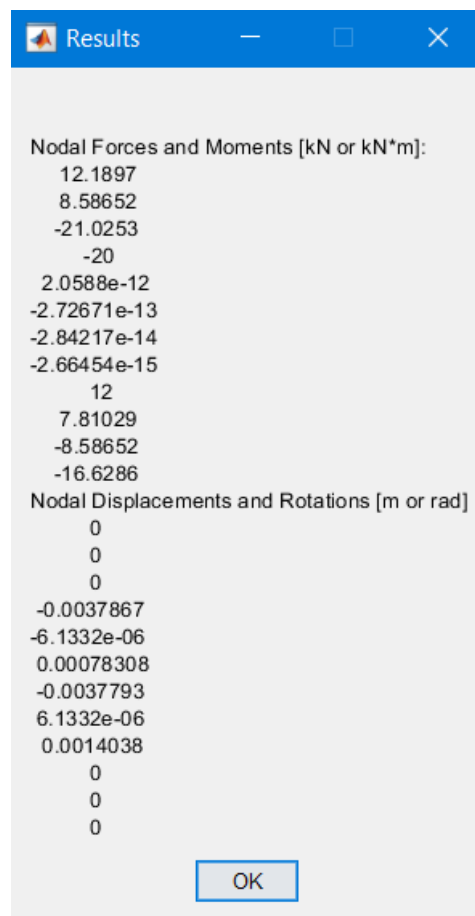 Results
Nodal Forces and Moments [kN or kN*m]:
12.1897
8.58652
-21.0253
-20
2.0588e-12
-2.72671e-13
-2.84217e-14
-2.66454e-15
12
7.81029
-8.58652
-16.6286
Nodal Displacements and Rotations [m or rad]
0
0
0
-0.0037867
-6.1332e-06
0.00078308
-0.0037793
6.1332e-06
0.0014038
0
0
0
OK